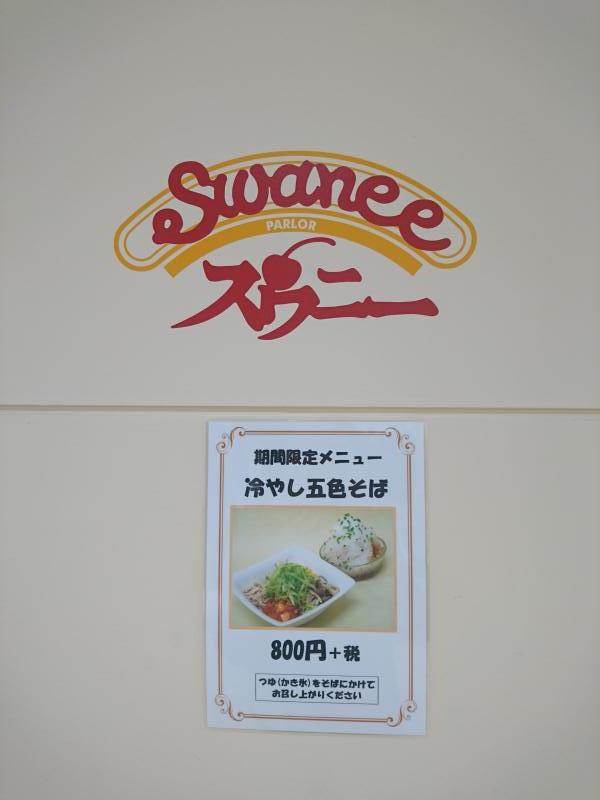 Swanee
PARLOR
スワニー
期間限定メニュー
冷やし五色そば
800円+税
つゆ(かき氷)をそばにかけて
お召し上がりください